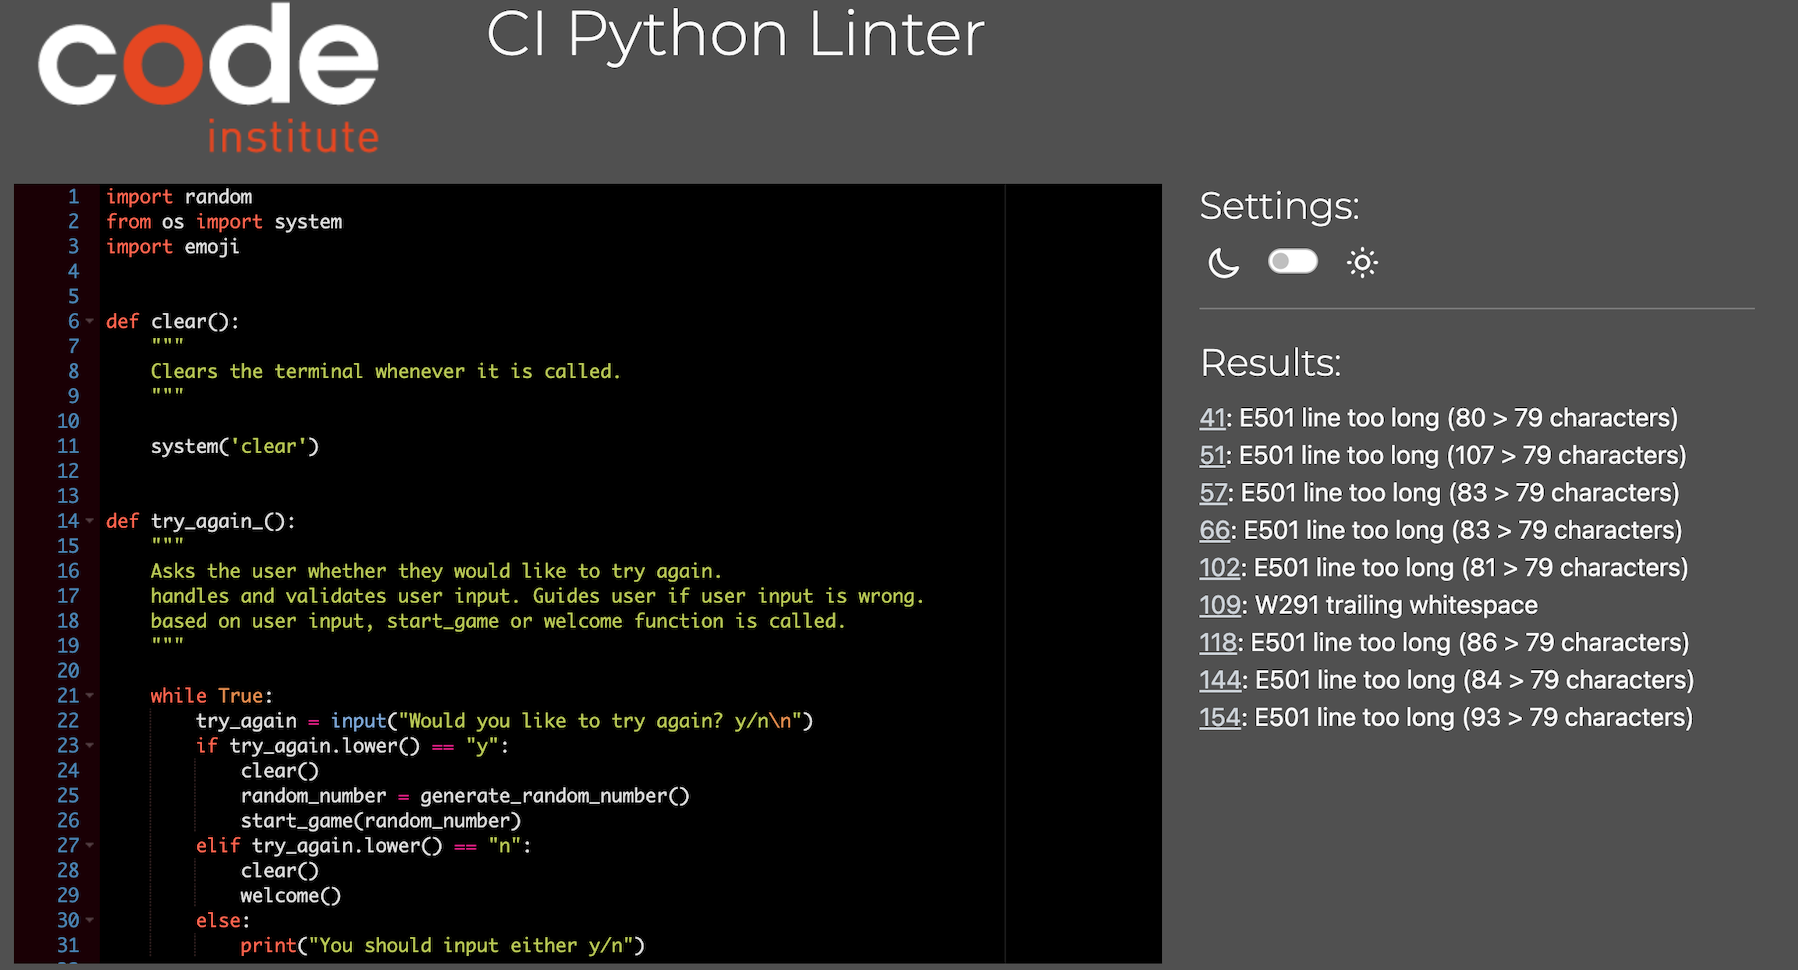 code
institute
CI Python Linter
1 import random
2 from os import system
3 import emoji
4
5
6 def clear():
7     """
8     Clears the terminal whenever it is called.
9     """
10
11     system('clear')
12
13
14 def try_again_():
15     """
16     Asks the user whether they would like to try again.
17     handles and validates user input. Guides user if user input is wrong.
18     based on user input, start_game or welcome function is called.
19     """
20
21     while True:
22         try_again = input("Would you like to try again? y/n\n")
23         if try_again.lower() == "y":
24             clear()
25             random_number = generate_random_number()
26             start_game(random_number)
27         elif try_again.lower() == "n":
28             clear()
29             welcome()
30         else:
31             print("You should input either y/n")
Settings:
Results:
41: E501 line too long (80 > 79 characters)
51: E501 line too long (107 > 79 characters)
57: E501 line too long (83 > 79 characters)
66: E501 line too long (83 > 79 characters)
102: E501 line too long (81 > 79 characters)
109: W291 trailing whitespace
118: E501 line too long (86 > 79 characters)
144: E501 line too long (84 > 79 characters)
154: E501 line too long (93 > 79 characters)